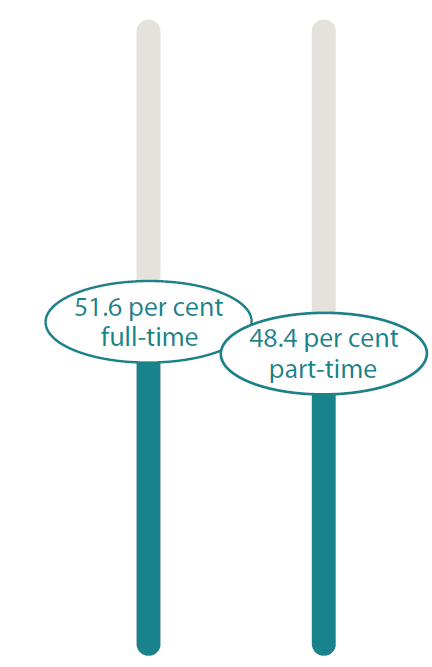 51.6 per cent
full-time
48.4 per cent
part-time